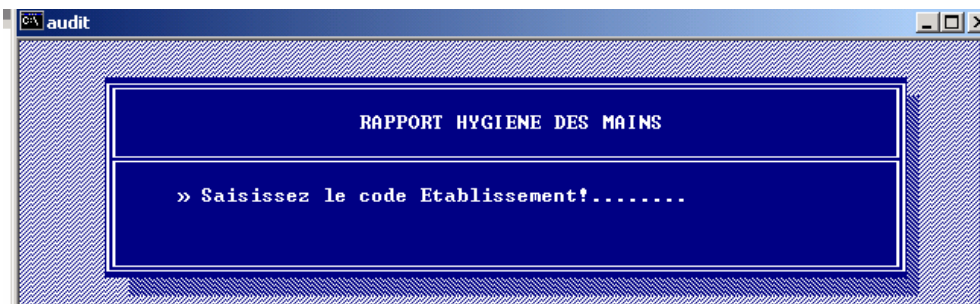 audit
RAPPORT HYGIENE DES MAINS
» Saisissez le code Etablissement!........